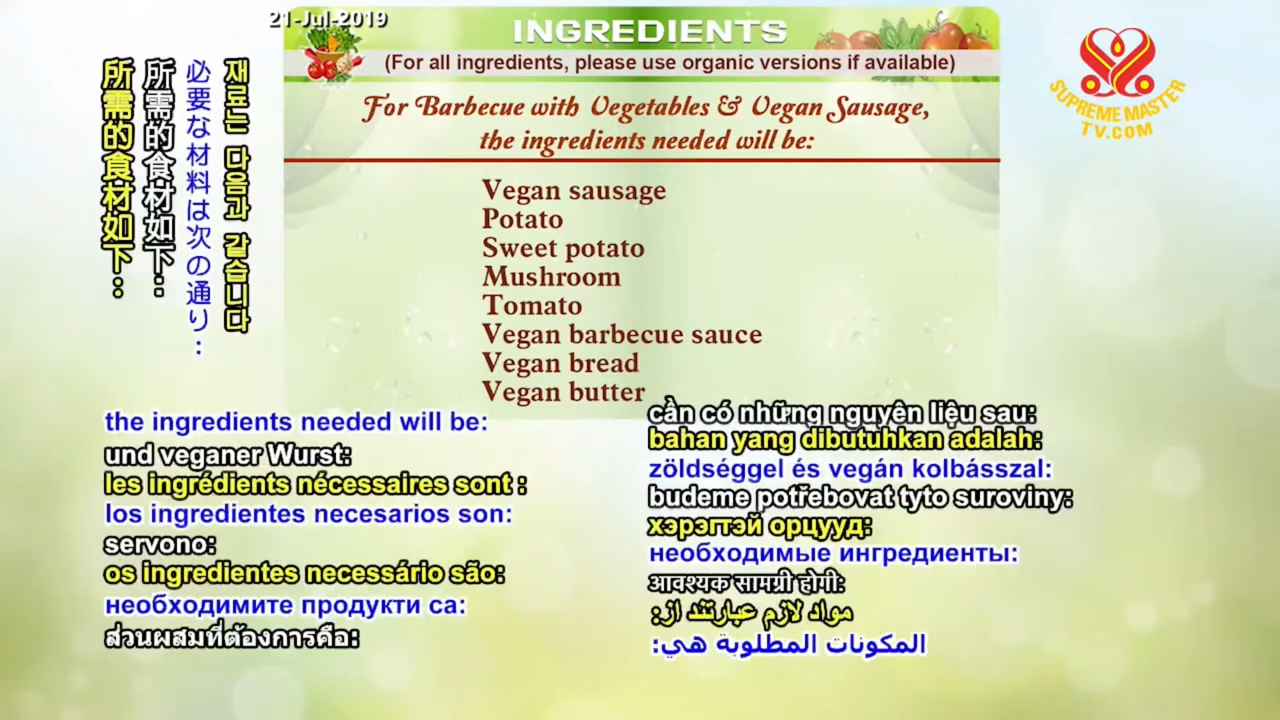 21-Jul-2019
INGREDIENTS
(For all ingredients, please use organic versions if available)
For Barbecue with Vegetables & Vegan Sausage,
the ingredients needed will be:
SUPREME MASTER
TV.COM
Vegan sausage
Potato
Sweet potato
Mushroom
Tomato
Vegan barbecue sauce
Vegan bread
Vegan butter
재료는 다음과 같습니다
必要な材料は次の通り：
所需的食材如下：
所需的食材如下：
the ingredients needed will be:
und veganer Wurst:
les ingrédients nécessaires sont :
los ingredientes necesarios son:
servono:
os ingredientes necessário são:
необходимите продукти са:
ส่วนผสมที่ต้องการคือ:
cần có những nguyên liệu sau:
bahan yang dibutuhkan adalah:
zöldséggel és vegán kolbásszal:
budeme potřebovat tyto suroviny:
хэрэгтэй орцууд:
необходимые ингредиенты:
आवश्यक सामग्री होगी:
مواد لازم عبارتند از:
المكونات المطلوبة هي: